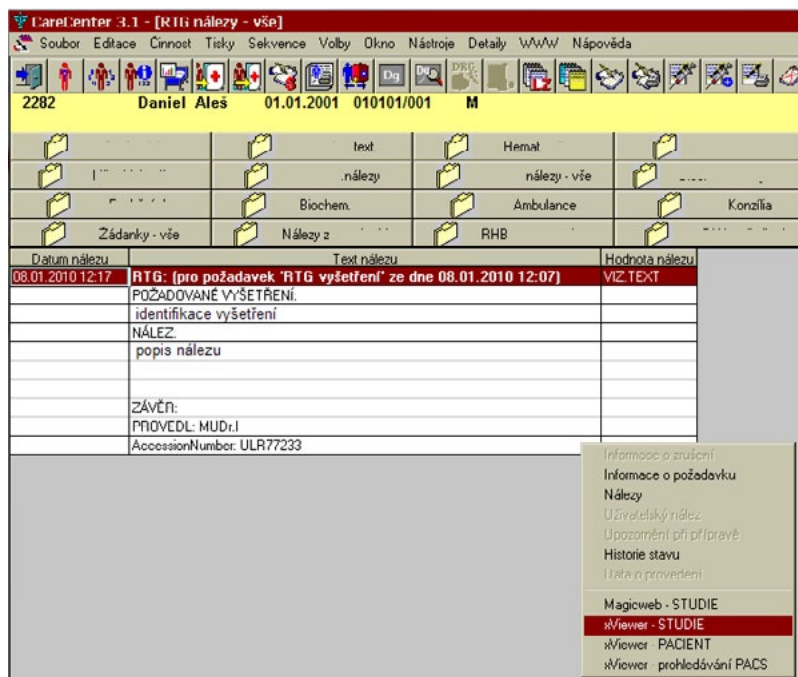 CareCenter 3.1 - [RTG nálezy - vše]
Soubor Editace Činnost Tisky Sekvence Volby Okno Nástroje Detaily WWW Nápověda
Dg DRG
2282 Daniel Aleš 01.01.2001 010101/001 M
text Hemat
.nálezy nálezy - vše
Biochem. Ambulance Konzília
Žádanky - vše Nálezy z RHB
Datum nálezu Text nálezu Hodnota nálezu
08.01.2010 12:17 RTG: (pro požadavek 'RTG vyšetření' ze dne 08.01.2010 12:07) VIZ.TEXT
POŽADOVANÉ VYŠETŘENÍ:
identifikace vyšetření
NÁLEZ:
popis nálezu
ZÁVĚR:
PROVEDL: MUDr.
AccessionNumber: ULR77233
Informace o zrušení
Informace o požadavku
Nálezy
Uživatelský nález
Upozornění při přípravě
Historie stavu
Data o provedení
Magicweb - STUDIE
xViewer - STUDIE
xViewer - PACIENT
xViewer - prohledávání PACS